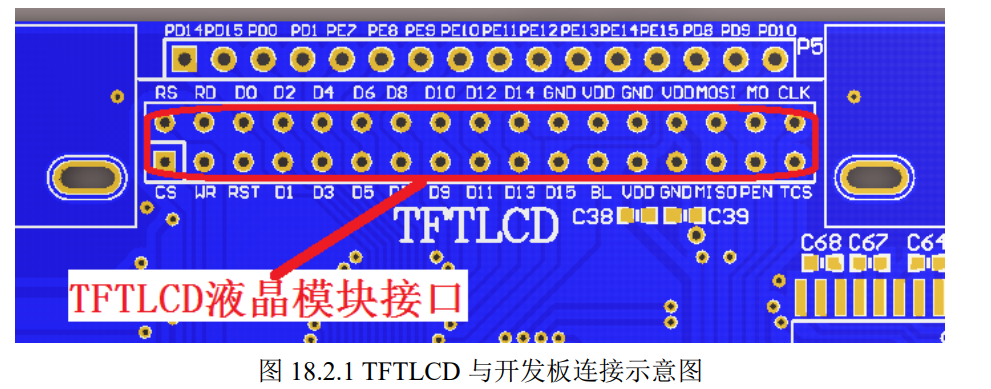 PD14 PD15 PD0 PD1 PE7 PE8 PE9 PE10 PE11 PE12 PE13 PE14 PE15 PD8 PD9 PD10
P5
RS RD D0 D2 D4 D6 D8 D10 D12 D14 GND VDD GND VDD MOSI MO CLK
CS WR RST D1 D3 D5 D9 D11 D13 D15 BL VDD GND MISO PEN TCS
TFTLCD C38 C39
C68 C67 C64
TFTLCD液晶模块接口
图 18.2.1 TFTLCD 与开发板连接示意图